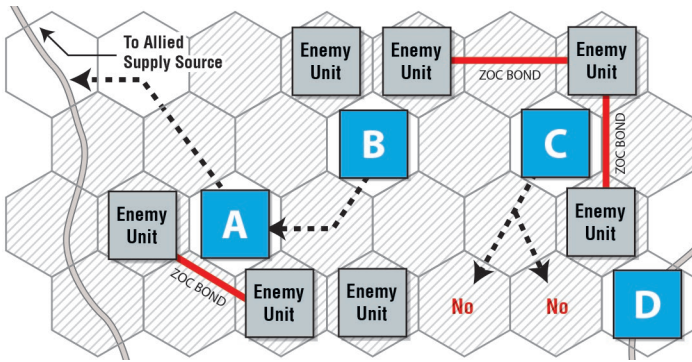 To Allied
Supply Source
Enemy
Unit
Enemy
Unit
ZOC BOND
Enemy
Unit
B
C
ZOC BOND
Enemy
Unit
A
Enemy
Unit
ZOC BOND
Enemy
Unit
Enemy
Unit
No
No
D